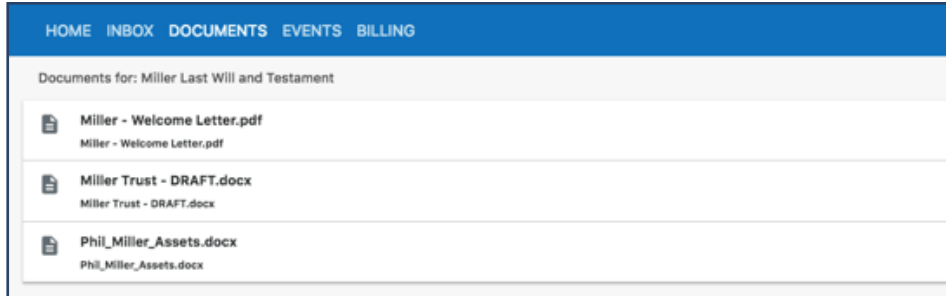 HOME INBOX DOCUMENTS EVENTS BILLING
Documents for: Miller Last Will and Testament
Miller - Welcome Letter.pdf
Miller - Welcome Letter.pdf
Miller Trust - DRAFT.docx
Miller Trust - DRAFT.docx
Phil_Miller_Assets.docx
Phil_Miller_Assets.docx